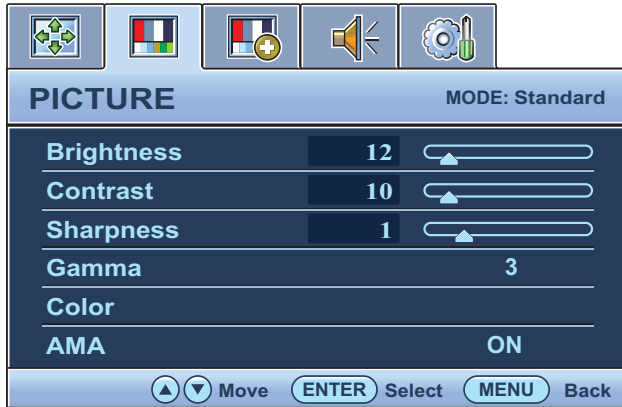 PICTURE MODE: Standard
Brightness 12
Contrast 10
Sharpness 1
Gamma 3
Color
AMA ON
Move ENTER Select MENU Back